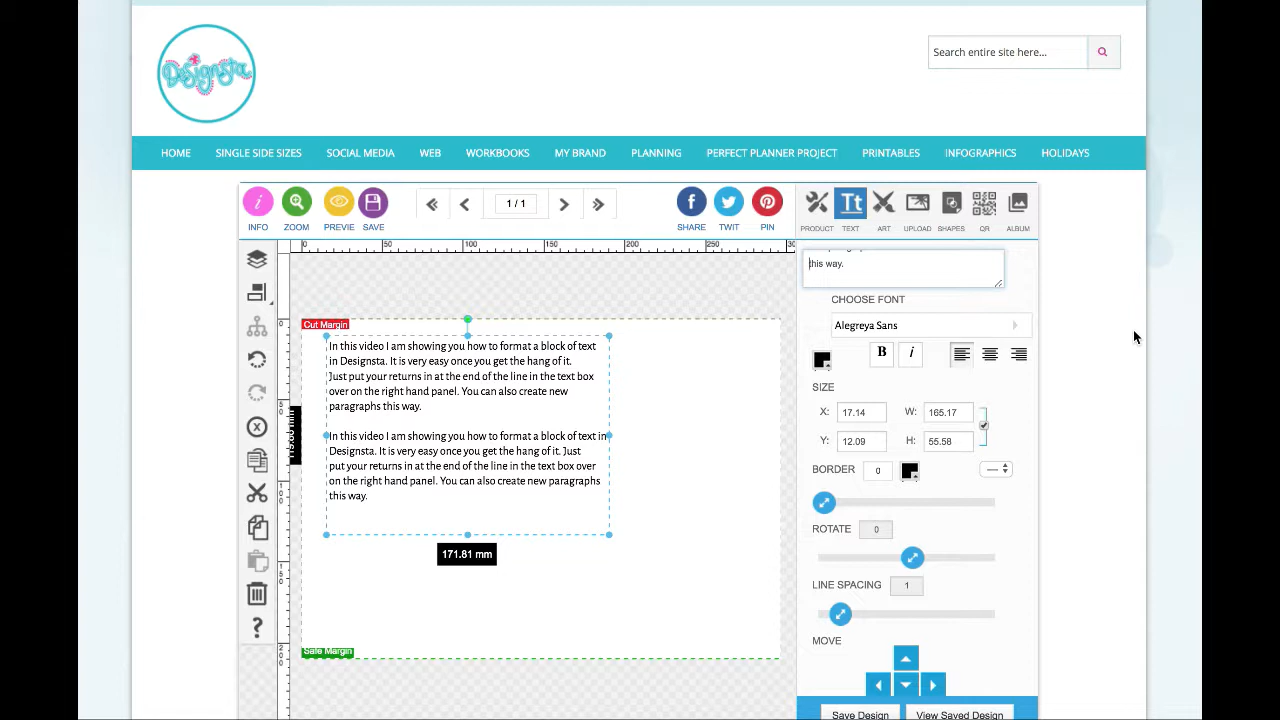 Designsta
Search entire site here...
HOME SINGLE SIDE SIZES SOCIAL MEDIA WEB WORKBOOKS MY BRAND PLANNING PERFECT PLANNER PROJECT PRINTABLES INFOGRAPHICS HOLIDAYS
1 / 1
INFO ZOOM PREVIE SAVE SHARE TWIT PIN
Tt
PRODUCT TEXT ART UPLOAD SHAPES QR ALBUM
0 50 100 150 200 250 30
this way.
CHOOSE FONT
Alegreya Sans
B i
SIZE
X: 17.14 W: 165.17
Y: 12.09 H: 55.58
BORDER 0
ROTATE 0
LINE SPACING 1
MOVE
Save Design View Saved Design
Cut Margin
In this video I am showing you how to format a block of text
in Designsta. It is very easy once you get the hang of it.
Just put your returns in at the end of the line in the text box
over on the right hand panel. You can also create new
paragraphs this way.
In this video I am showing you how to format a block of text in
Designsta. It is very easy once you get the hang of it. Just
put your returns in at the end of the line in the text box over
on the right hand panel. You can also create new paragraphs
this way.
171.81 mm
Safe Margin
0
50
100
150
200
?